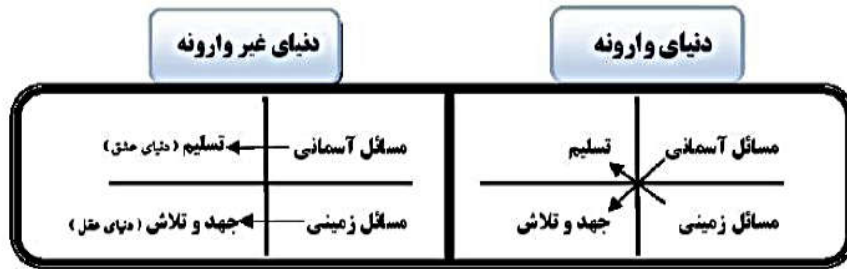 دنیای وارونه
دنیای غیر وارونه
مسائل آسمانی تسلیم
مسائل زمینی جهد و تلاش
مسائل آسمانی تسلیم (دنیای عشق)
مسائل زمینی جهد و تلاش (دنیای عقل)